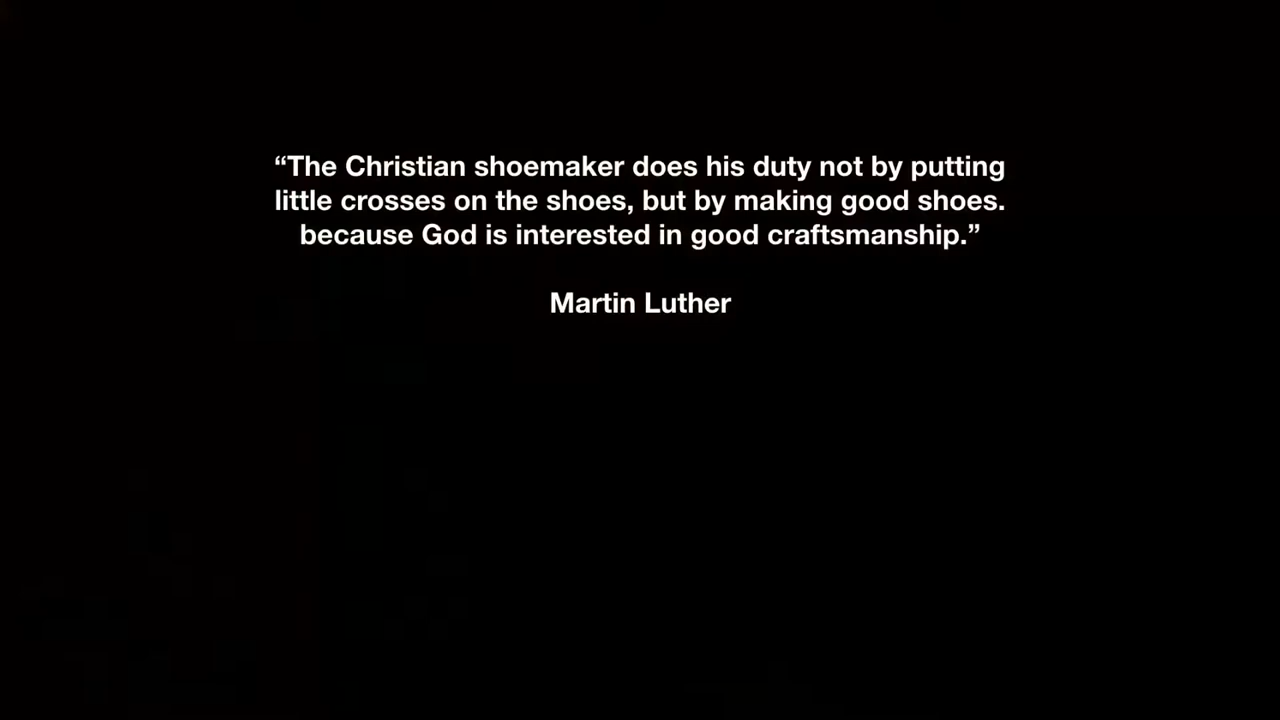 “The Christian shoemaker does his duty not by putting
little crosses on the shoes, but by making good shoes.
because God is interested in good craftsmanship.”
Martin Luther